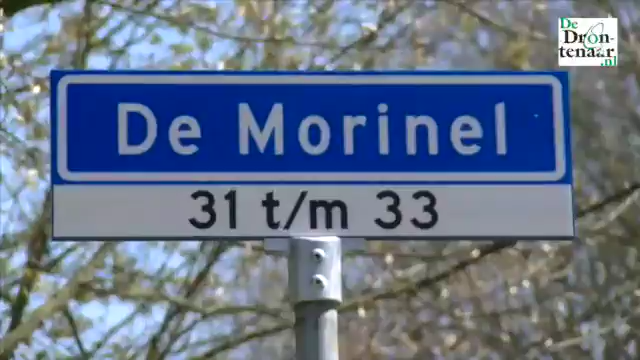 De Morinel
31 t/m 33
De
Dron-
tenaar
.nl